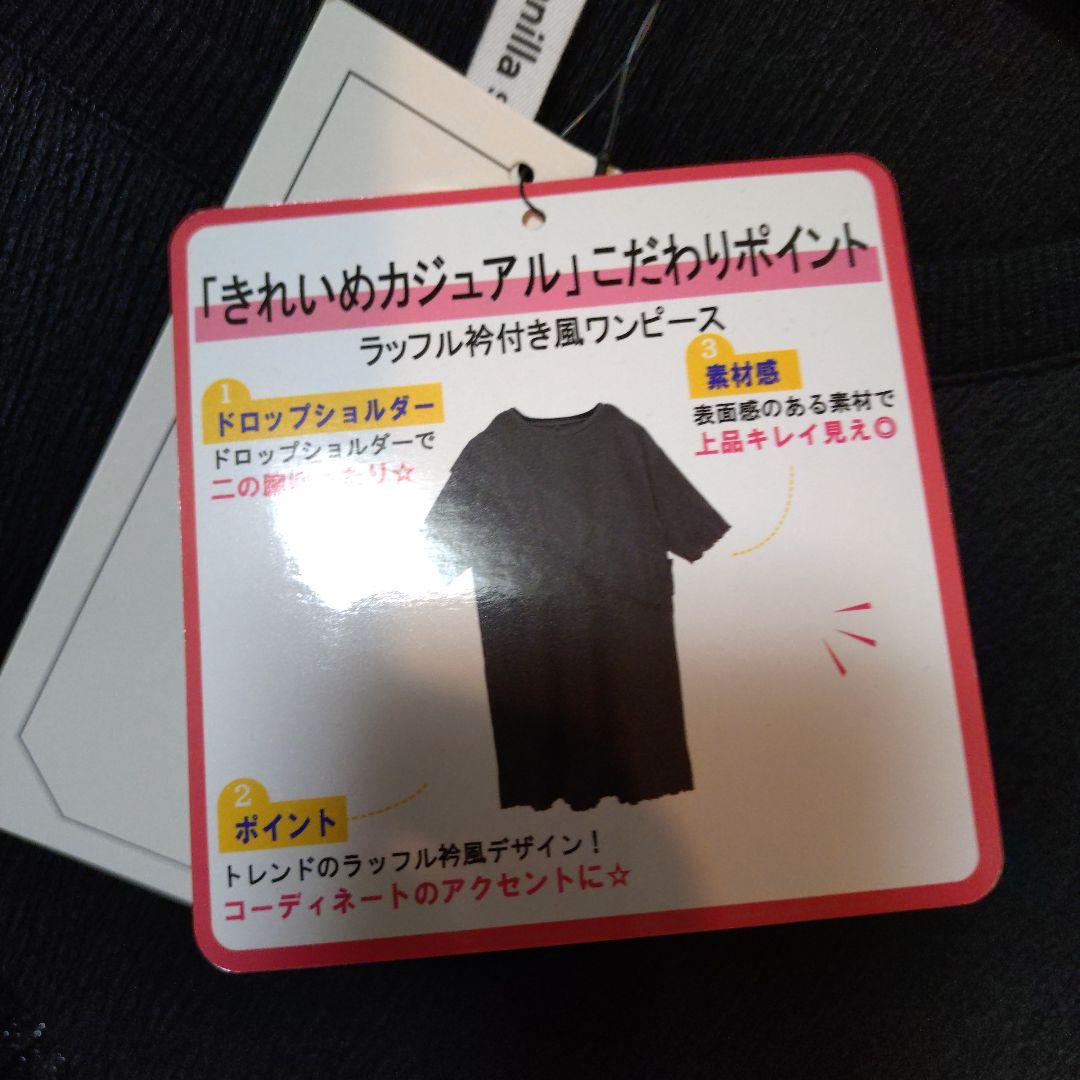 nilla
「きれいめカジュアル」こだわりポイント
ラッフル衿付き風ワンピース
1
ドロップショルダー
ドロップショルダーで
二の腕
り☆
3
素材感
表面感のある素材で
上品キレイ見え◎
2
ポイント
トレンドのラッフル衿風デザイン!
コーディネートのアクセントに☆